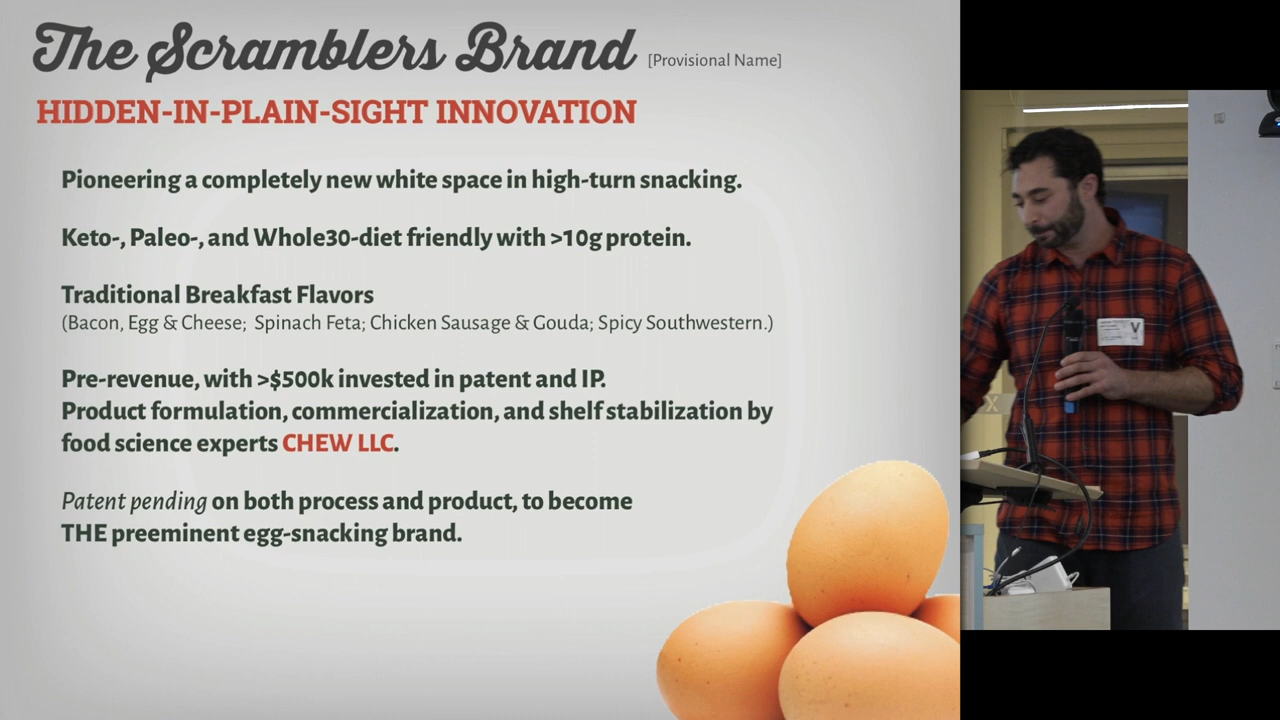 The Scramblers Brand [Provisional Name]
HIDDEN-IN-PLAIN-SIGHT INNOVATION
Pioneering a completely new white space in high-turn snacking.
Keto-, Paleo-, and Whole30-diet friendly with >10g protein.
Traditional Breakfast Flavors
(Bacon, Egg & Cheese; Spinach Feta; Chicken Sausage & Gouda; Spicy Southwestern.)
Pre-revenue, with >$500k invested in patent and IP.
Product formulation, commercialization, and shelf stabilization by
food science experts CHEW LLC.
Patent pending on both process and product, to become
THE preeminent egg-snacking brand.
V
X